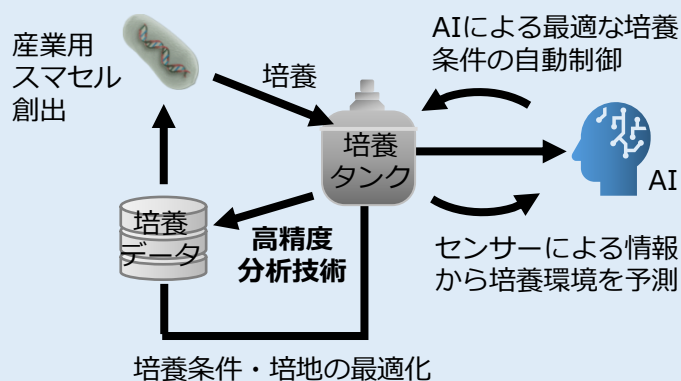 産業用
スマセル
創出
培養
AIによる最適な培養
条件の自動制御
培養
タンク
AI
培養
データ
高精度
分析技術
センサーによる情報
から培養環境を予測
培養条件・培地の最適化